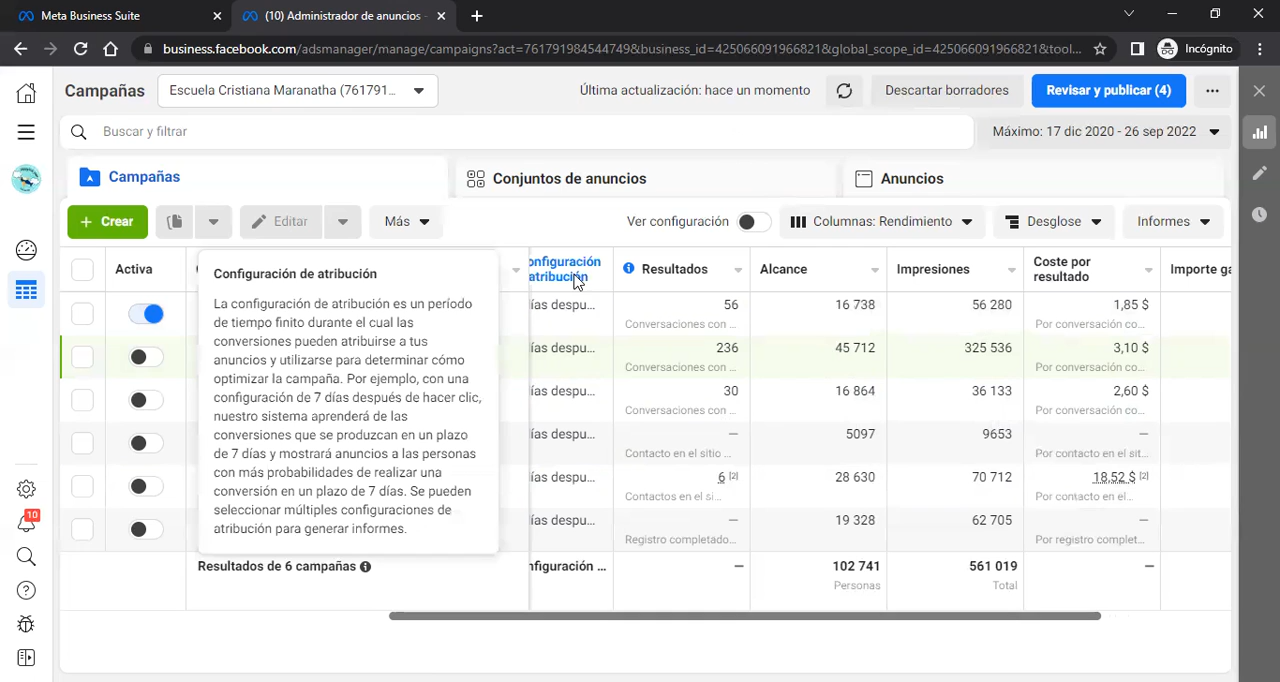 Meta Business Suite
(10) Administrador de anuncios -
business.facebook.com/adsmanager/manage/campaigns?act=761791984544749&business_id=425066091966821&global_scope_id=425066091966821&tool...
Incógnito
Campañas
Escuela Cristiana Maranatha (761791...
Última actualización: hace un momento
Descartar borradores
Revisar y publicar (4)
Buscar y filtrar
Máximo: 17 dic 2020 - 26 sep 2022
Campañas
Conjuntos de anuncios
Anuncios
+ Crear
Editar
Más
Ver configuración
Columnas: Rendimiento
Desglose
Informes
Activa
onfiguración
atribución
Resultados
Alcance
Impresiones
Coste por
resultado
Importe ga
Configuración de atribución
La configuración de atribución es un período
de tiempo finito durante el cual las
conversiones pueden atribuirse a tus
anuncios y utilizarse para determinar cómo
optimizar la campaña. Por ejemplo, con una
configuración de 7 días después de hacer clic,
nuestro sistema aprenderá de las
conversiones que se produzcan en un plazo
de 7 días y mostrará anuncios a las personas
con más probabilidades de realizar una
conversión en un plazo de 7 días. Se pueden
seleccionar múltiples configuraciones de
atribución para generar informes.
ías despu... 56 16 738 56 280 1,85 $
Conversaciones con ... Por conversación co...
ías despu... 236 45 712 325 536 3,10 $
Conversaciones con ... Por conversación co...
ías despu... 30 16 864 36 133 2,60 $
Conversaciones con ... Por conversación co...
ías despu... — 5097 9653 —
Contacto en el sitio ... Por contacto en el sit...
ías despu... 6 [2] 28 630 70 712 18,52 $ [2]
Contactos en el si... Por contacto en el...
ías despu... — 19 328 62 705 —
Registro completado... Por registro complet...
Resultados de 6 campañas
nfiguración ... — 102 741 561 019 —
Personas Total
10